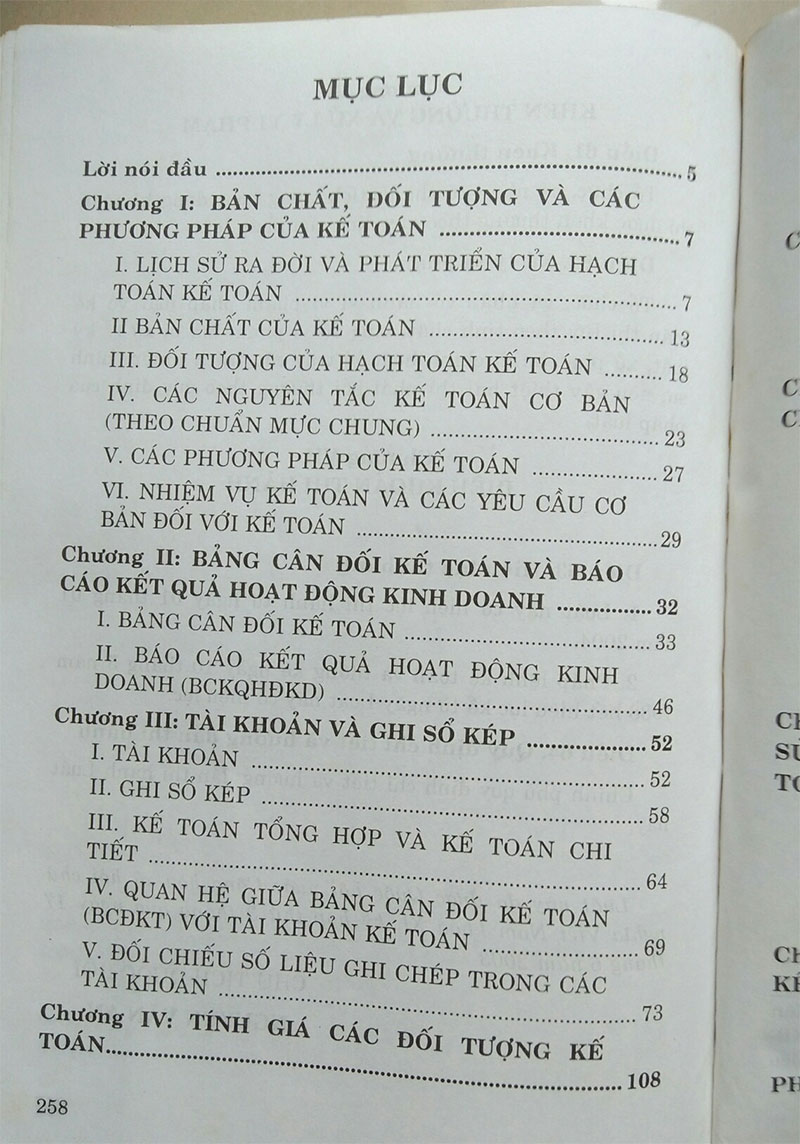 MỤC LỤC
Lời nói đầu ........................................................ 5
Chương I: BẢN CHẤT, ĐỐI TƯỢNG VÀ CÁC
PHƯƠNG PHÁP CỦA KẾ TOÁN ........................................ 7
I. LỊCH SỬ RA ĐỜI VÀ PHÁT TRIỂN CỦA HẠCH
TOÁN KẾ TOÁN ........................................................ 7
II BẢN CHẤT CỦA KẾ TOÁN ........................................ 13
III. ĐỐI TƯỢNG CỦA HẠCH TOÁN KẾ TOÁN ......... 18
IV. CÁC NGUYÊN TẮC KẾ TOÁN CƠ BẢN
(THEO CHUẨN MỰC CHUNG) ........................................ 23
V. CÁC PHƯƠNG PHÁP CỦA KẾ TOÁN ..................... 27
VI. NHIỆM VỤ KẾ TOÁN VÀ CÁC YÊU CẦU CƠ
BẢN ĐỐI VỚI KẾ TOÁN ........................................ 29
Chương II: BẢNG CÂN ĐỐI KẾ TOÁN VÀ BÁO
CÁO KẾT QUẢ HOẠT ĐỘNG KINH DOANH ................ 32
I. BẢNG CÂN ĐỐI KẾ TOÁN ........................................ 33
II. BÁO CÁO KẾT QUẢ HOẠT ĐỘNG KINH
DOANH (BCKQHĐKD) ........................................ 46
Chương III: TÀI KHOẢN VÀ GHI SỔ KÉP .................... 52
I. TÀI KHOẢN ........................................................ 52
II. GHI SỔ KÉP ........................................................ 58
III. KẾ TOÁN TỔNG HỢP VÀ KẾ TOÁN CHI
TIẾT ........................................................ 64
IV. QUAN HỆ GIỮA BẢNG CÂN ĐỐI KẾ TOÁN
(BCĐKT) VỚI TÀI KHOẢN KẾ TOÁN ........................ 69
V. ĐỐI CHIẾU SỐ LIỆU GHI CHÉP TRONG CÁC
TÀI KHOẢN ........................................................ 73
Chương IV: TÍNH GIÁ CÁC ĐỐI TƯỢNG KẾ
TOÁN........................................................ 108
258